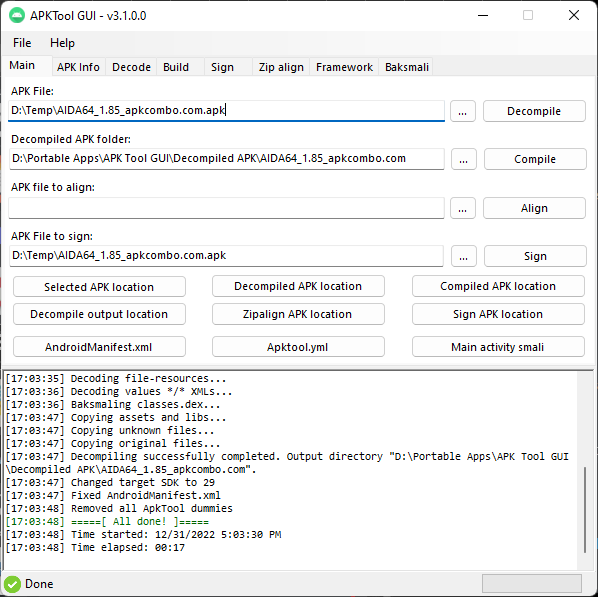 APKTool GUI - v3.1.0.0
File Help
Main APK Info Decode Build Sign Zip align Framework Baksmali
APK File:
D:\Temp\AIDA64_1.85_apkcombo.com.apk ... Decompile
Decompiled APK folder:
D:\Portable Apps\APK Tool GUI\Decompiled APK\AIDA64_1.85_apkcombo.com ... Compile
APK file to align:
... Align
APK File to sign:
D:\Temp\AIDA64_1.85_apkcombo.com.apk ... Sign
Selected APK location Decompiled APK location Compiled APK location
Decompile output location Zipalign APK location Sign APK location
AndroidManifest.xml Apktool.yml Main activity smali
[17:03:35] Decoding file-resources...
[17:03:36] Decoding values */* XMLs...
[17:03:36] Baksmaling classes.dex...
[17:03:47] Copying assets and libs...
[17:03:47] Copying unknown files...
[17:03:47] Copying original files...
[17:03:47] Decompiling successfully completed. Output directory "D:\Portable Apps\APK Tool GUI
\Decompiled APK\AIDA64_1.85_apkcombo.com".
[17:03:47] Changed target SDK to 29
[17:03:47] Fixed AndroidManifest.xml
[17:03:48] Removed all ApkTool dummies
[17:03:48] =====[ All done! ]=====
[17:03:48] Time started: 12/31/2022 5:03:30 PM
[17:03:48] Time elapsed: 00:17
Done